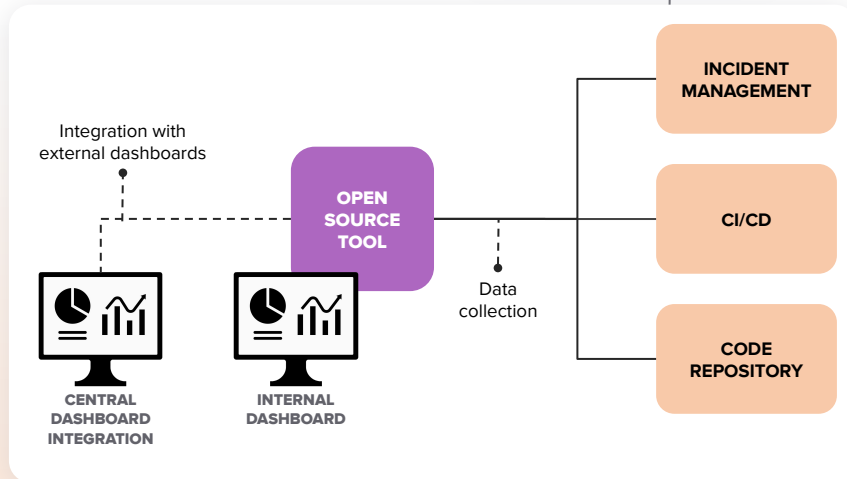 Integration with
external dashboards
OPEN
SOURCE
TOOL
CENTRAL
DASHBOARD
INTEGRATION
INTERNAL
DASHBOARD
Data
collection
INCIDENT
MANAGEMENT
CI/CD
CODE
REPOSITORY